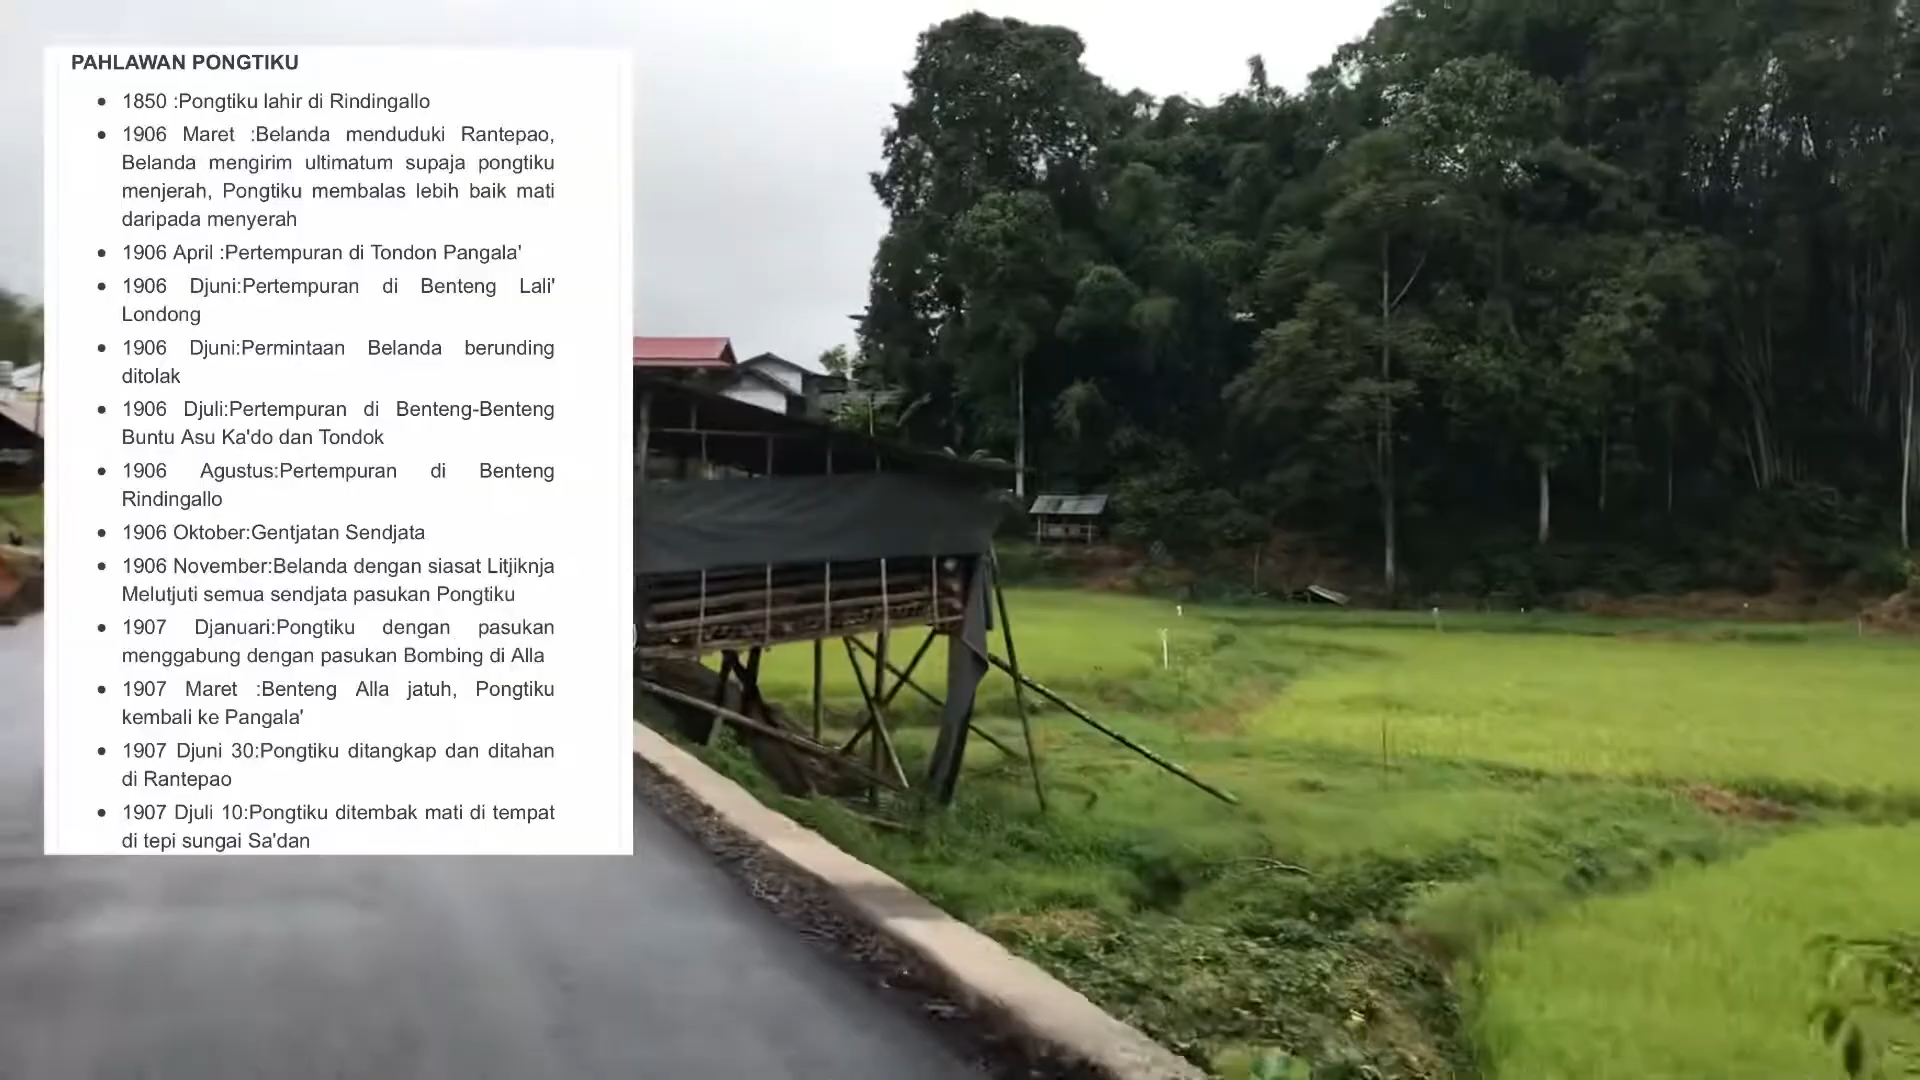 PAHLAWAN PONGTIKU
• 1850 :Pongtiku lahir di Rindingallo
• 1906 Maret :Belanda menduduki Rantepao,
Belanda mengirim ultimatum supaja pongtiku
menjerah, Pongtiku membalas lebih baik mati
daripada menyerah
• 1906 April :Pertempuran di Tondon Pangala'
• 1906 Djuni:Pertempuran di Benteng Lali'
Londong
• 1906 Djuni:Permintaan Belanda berunding
ditolak
• 1906 Djuli:Pertempuran di Benteng-Benteng
Buntu Asu Ka'do dan Tondok
• 1906 Agustus:Pertempuran di Benteng
Rindingallo
• 1906 Oktober:Gentjatan Sendjata
• 1906 November:Belanda dengan siasat Litjiknja
Melutjuti semua sendjata pasukan Pongtiku
• 1907 Djanuari:Pongtiku dengan pasukan
menggabung dengan pasukan Bombing di Alla
• 1907 Maret :Benteng Alla jatuh, Pongtiku
kembali ke Pangala'
• 1907 Djuni 30:Pongtiku ditangkap dan ditahan
di Rantepao
• 1907 Djuli 10:Pongtiku ditembak mati di tempat
di tepi sungai Sa'dan